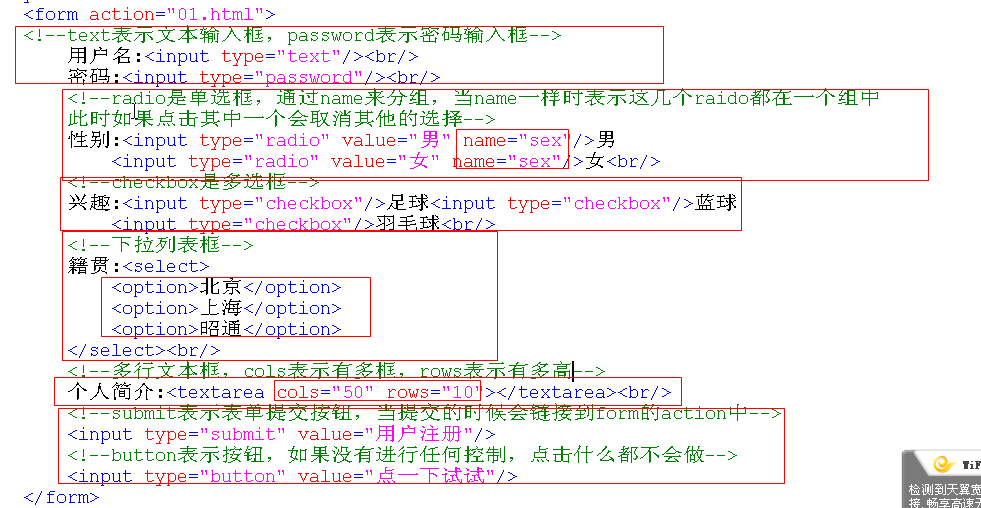 <form action="01.html">
<!--text表示文本输入框，password表示密码输入框-->
用户名:<input type="text"/><br/>
密码:<input type="password"/><br/>
<!--radio是单选框，通过name来分组，当name一样时表示这几个raido都在一个组中
此时如果点击其中一个会取消其他的选择-->
性别:<input type="radio" value="男" name="sex"/>男
<input type="radio" value="女" name="sex"/>女<br/>
<!--checkbox是多选框-->
兴趣:<input type="checkbox"/>足球<input type="checkbox"/>蓝球
<input type="checkbox"/>羽毛球<br/>
<!--下拉列表框-->
籍贯:<select>
<option>北京</option>
<option>上海</option>
<option>昭通</option>
</select><br/>
<!--多行文本框，cols表示有多框，rows表示有多高-->
个人简介:<textarea cols="50" rows="10"></textarea><br/>
<!--submit表示表单提交按钮，当提交的时候会链接到form的action中-->
<input type="submit" value="用户注册"/>
<!--button表示按钮，如果没有进行任何控制，点击什么都不会做-->
<input type="button" value="点一下试试"/>
</form>
WiF
检测到天翼宽
接,畅享高速